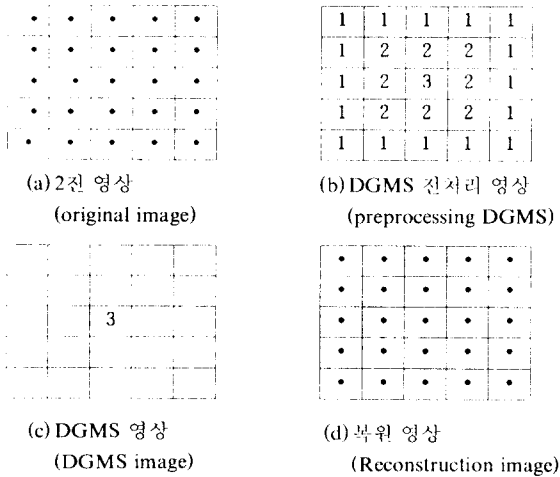 1 1 1 1 1
1 2 2 2 1
1 2 3 2 1
1 2 2 2 1
1 1 1 1 1
(a) 2진 영상
(original image)
(b) DGMS 전처리 영상
(preprocessing DGMS)
3
(c) DGMS 영상
(DGMS image)
(d) 복원 영상
(Reconstruction image)